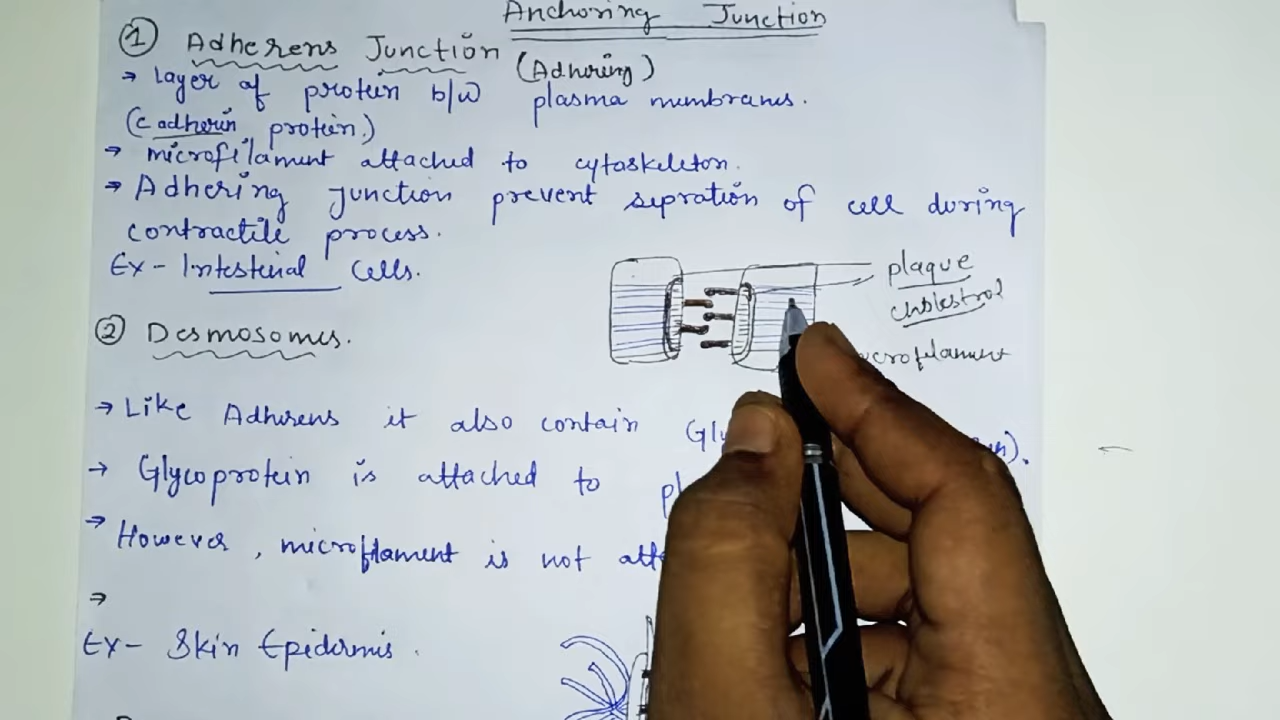 Anchoring Junction
① Adherens Junction (Adhering)
→ Layer of protein b/w plasma membranes.
(Cadherin protein.)
→ microfilament attached to cytoskeleton.
→ Adhering Junction prevent sepration of cell during
contractile process.
Ex - Intestinal cells.
plaque
cholestrol
② Desmosomes.
→ Like Adherens it also contain
→ Glycoprotein is attached to
→ However, microfilament is not
→
Ex - Skin Epidermis.